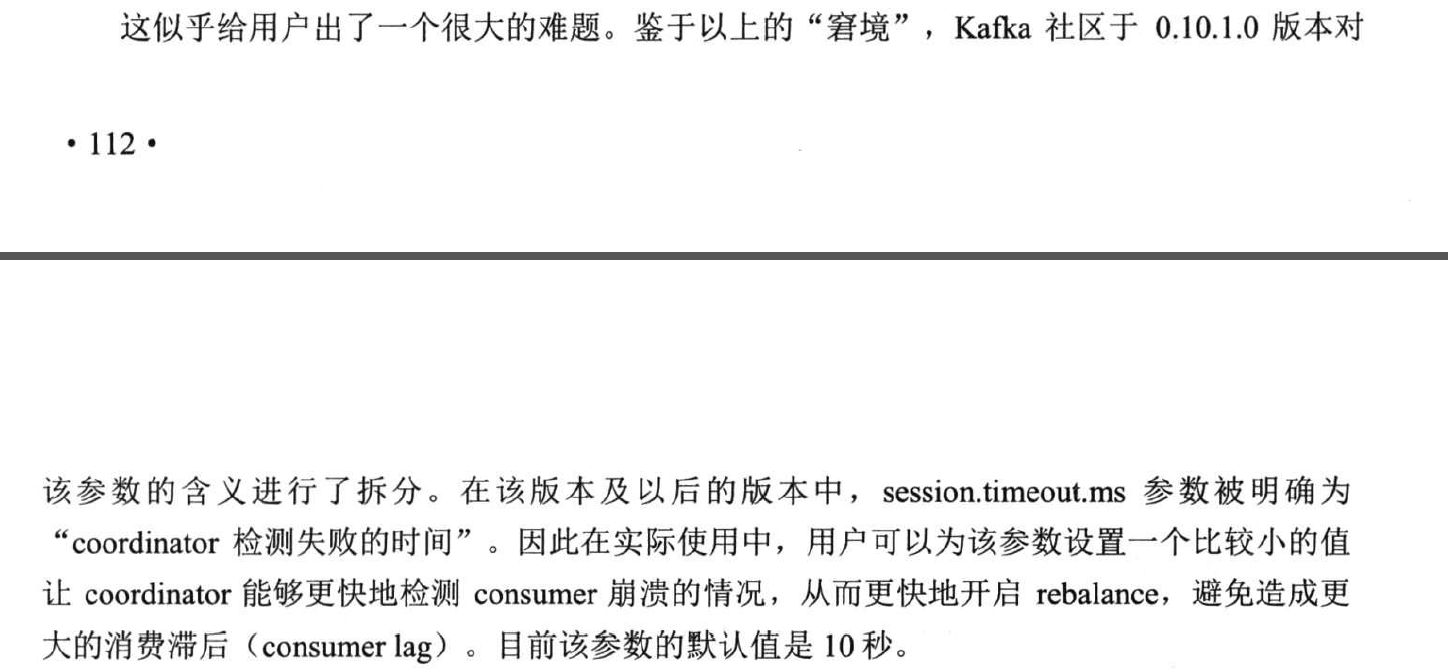 这似乎给用户出了一个很大的难题。鉴于以上的“窘境”，Kafka 社区于 0.10.1.0 版本对
• 112 •
该参数的含义进行了拆分。在该版本及以后的版本中，session.timeout.ms 参数被明确为
“coordinator 检测失败的时间”。因此在实际使用中，用户可以为该参数设置一个比较小的值
让 coordinator 能够更快地检测 consumer 崩溃的情况，从而更快地开启 rebalance，避免造成更
大的消费滞后（consumer lag）。目前该参数的默认值是 10 秒。